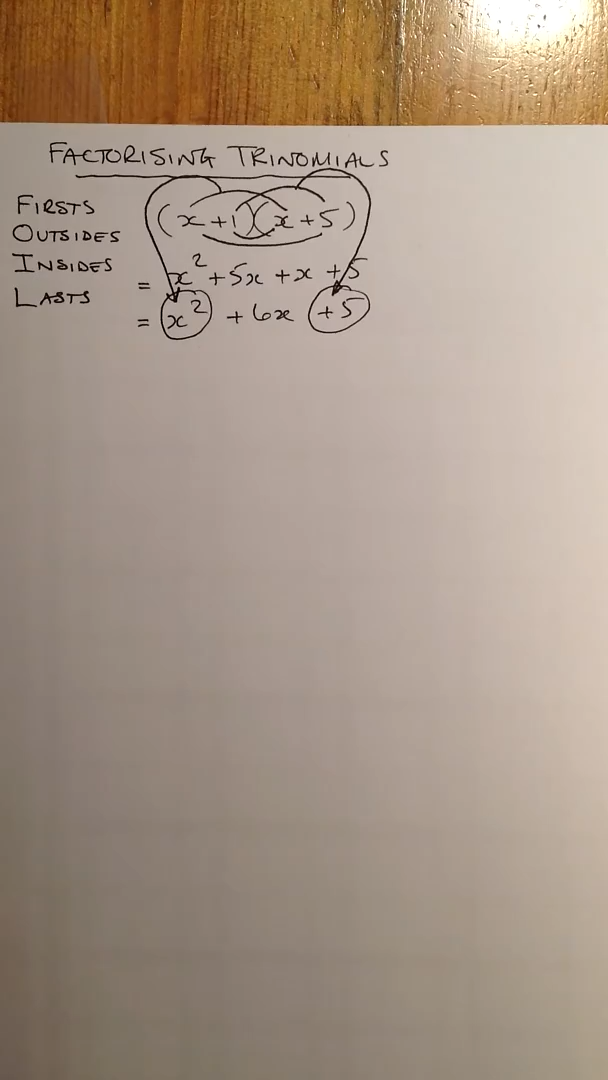 FACTORISING TRINOMIALS
FIRSTS
OUTSIDES
INSIDES
LASTS
(x+1)(x+5)
= x² +5x +x +5
= x² +6x +5